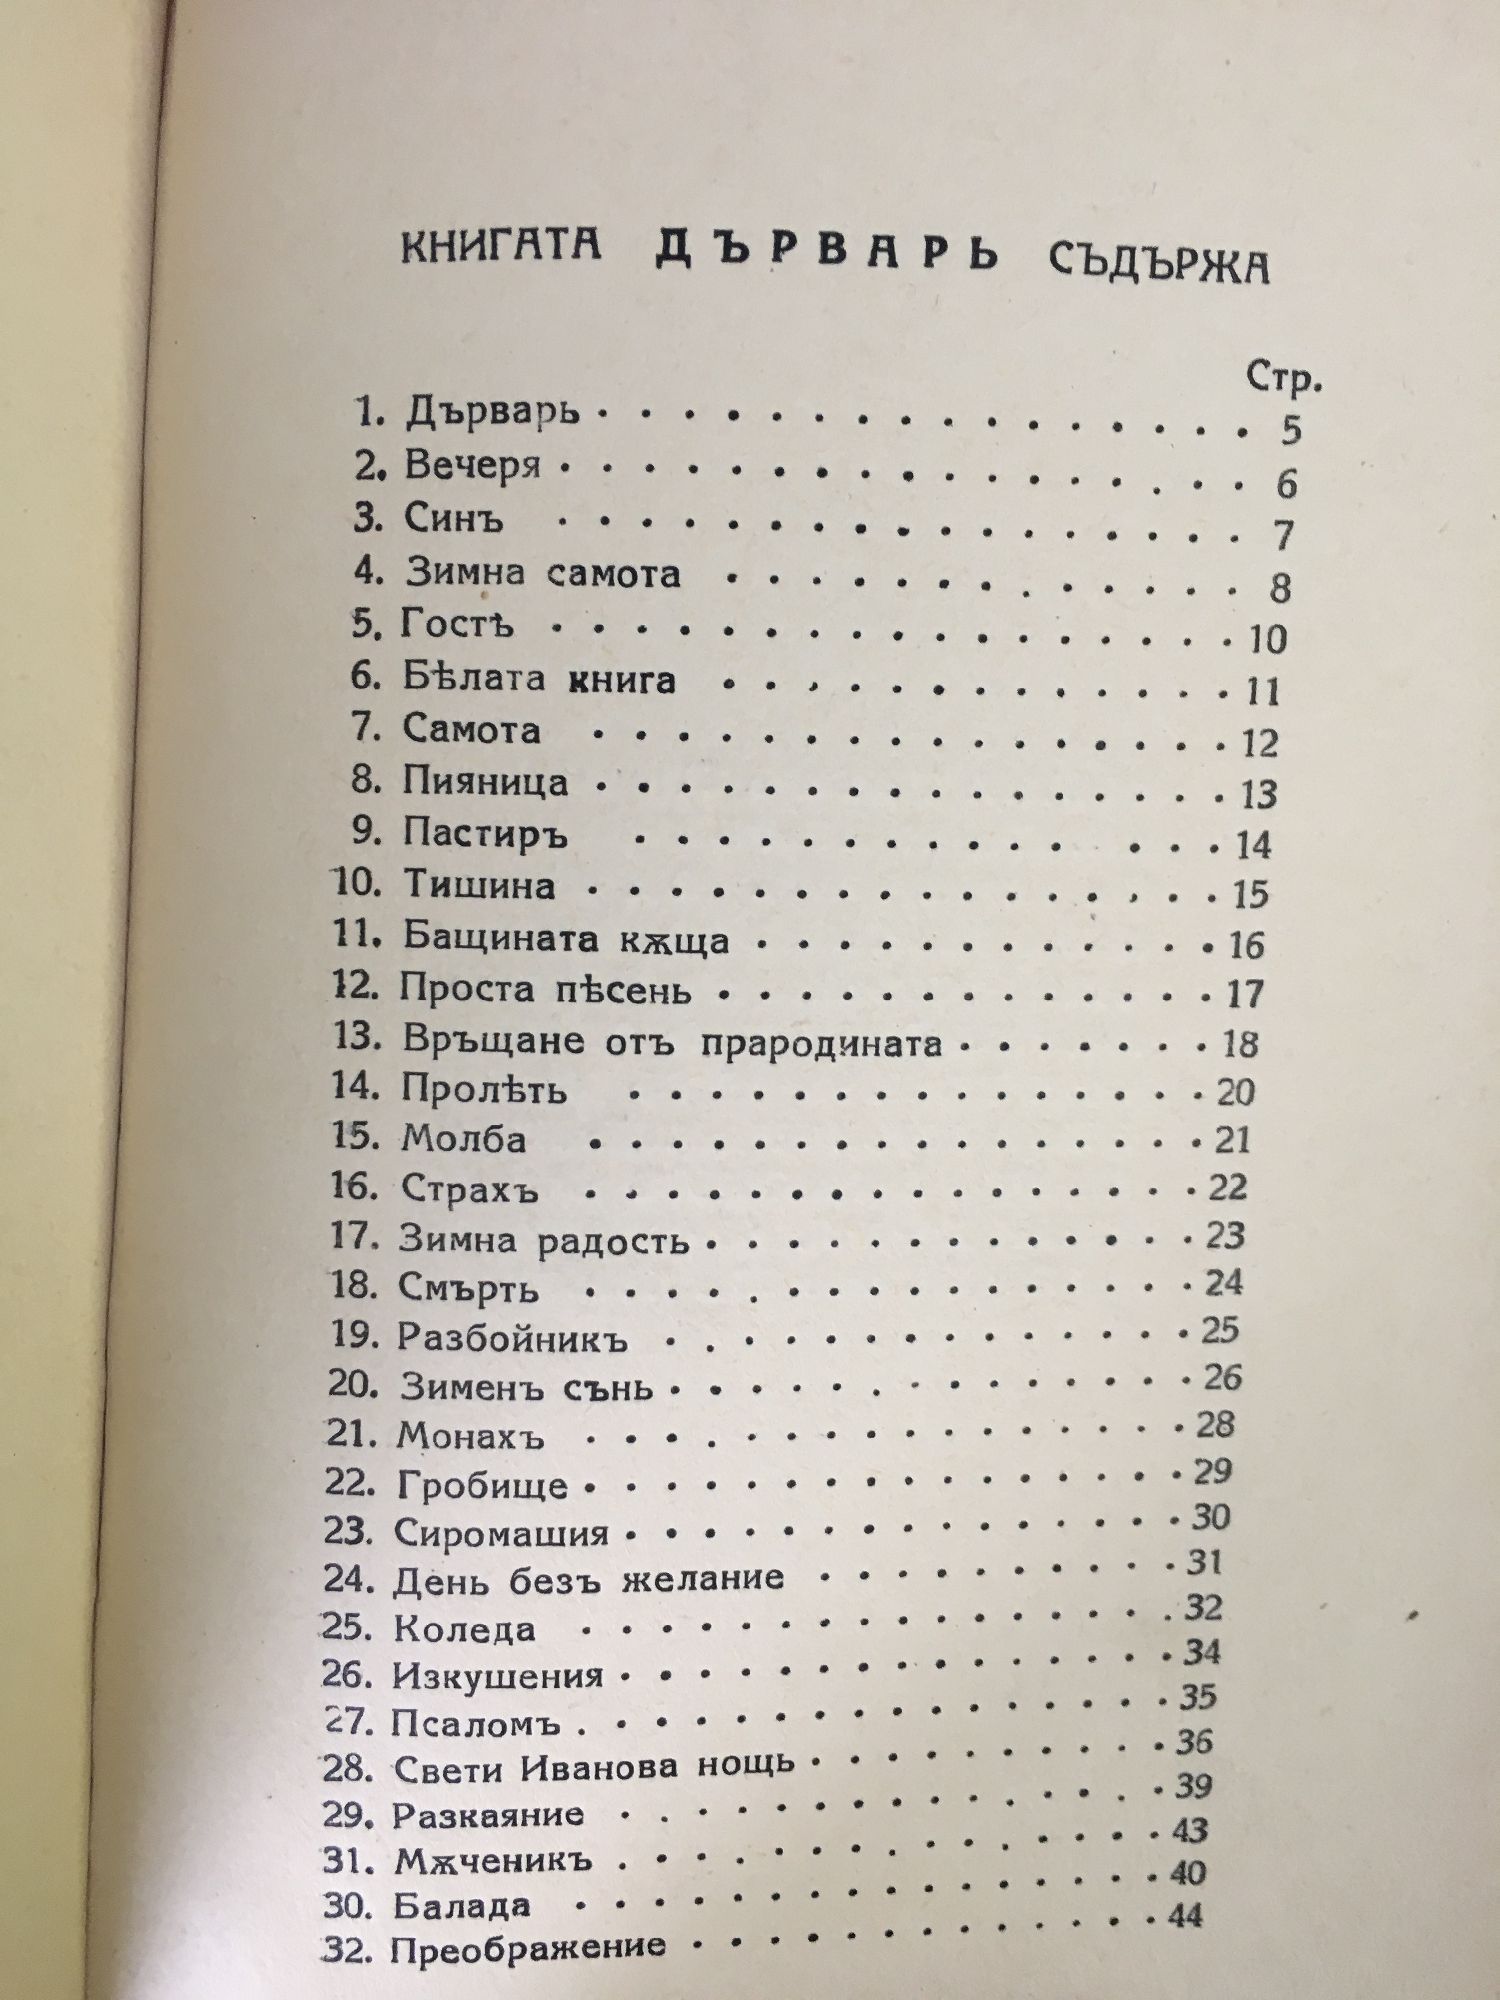 КНИГАТА ДЪРВАРЬ СЪДЪРЖА
Стр.
1. Дърварь . . . . . . . . . . . . . . . . 5
2. Вечеря . . . . . . . . . . . . . . . . . 6
3. Синъ . . . . . . . . . . . . . . . . . 7
4. Зимна самота . . . . . . . . . . . . . 8
5. Гостѣ . . . . . . . . . . . . . . . . . 10
6. Бѣлата книга . . . . . . . . . . . . . 11
7. Самота . . . . . . . . . . . . . . . . 12
8. Пияница . . . . . . . . . . . . . . . . 13
9. Пастиръ . . . . . . . . . . . . . . 14
10. Тишина . . . . . . . . . . . . . . . . 15
11. Бащината кѫща . . . . . . . . . . . . 16
12. Проста пѣсень . . . . . . . . . . . . . 17
13. Връщане отъ прародината . . . . . . . 18
14. Пролѣть . . . . . . . . . . . . . . . 20
15. Молба . . . . . . . . . . . . . . . . 21
16. Страхъ . . . . . . . . . . . . . . . . 22
17. Зимна радость . . . . . . . . . . . . . 23
18. Смърть . . . . . . . . . . . . . . . . 24
19. Разбойникъ . . . . . . . . . . . . . . 25
20. Зименъ сънь . . . . . . . . . . . . . . 26
21. Монахъ . . . . . . . . . . . . . . . . 28
22. Гробище . . . . . . . . . . . . . . . . 29
23. Сиромашия . . . . . . . . . . . . . . . 30
24. День безъ желание . . . . . . . . . . 31
25. Коледа . . . . . . . . . . . . . . . . 32
26. Изкушения . . . . . . . . . . . . . . . 34
27. Псаломъ . . . . . . . . . . . . . . . . 35
28. Свети Иванова нощь . . . . . . . . . . 36
29. Разкаяние . . . . . . . . . . . . . . . 39
31. Мѫченикъ . . . . . . . . . . . . . . . 43
30. Балада . . . . . . . . . . . . . . . . 40
32. Преображение . . . . . . . . . . . . . 44